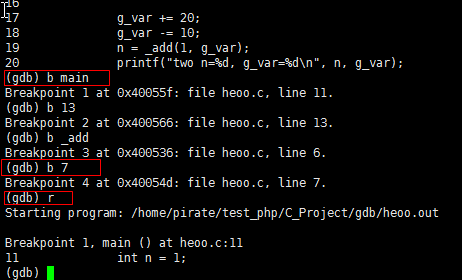 16
17 g_var += 20;
18 g_var -= 10;
19 n = _add(1, g_var);
20 printf("two n=%d, g_var=%d\n", n, g_var);
(gdb) b main
Breakpoint 1 at 0x40055f: file heoo.c, line 11.
(gdb) b 13
Breakpoint 2 at 0x400566: file heoo.c, line 13.
(gdb) b _add
Breakpoint 3 at 0x400536: file heoo.c, line 6.
(gdb) b 7
Breakpoint 4 at 0x40054d: file heoo.c, line 7.
(gdb) r
Starting program: /home/pirate/test_php/C_Project/gdb/heoo.out
Breakpoint 1, main () at heoo.c:11
11 int n = 1;
(gdb)